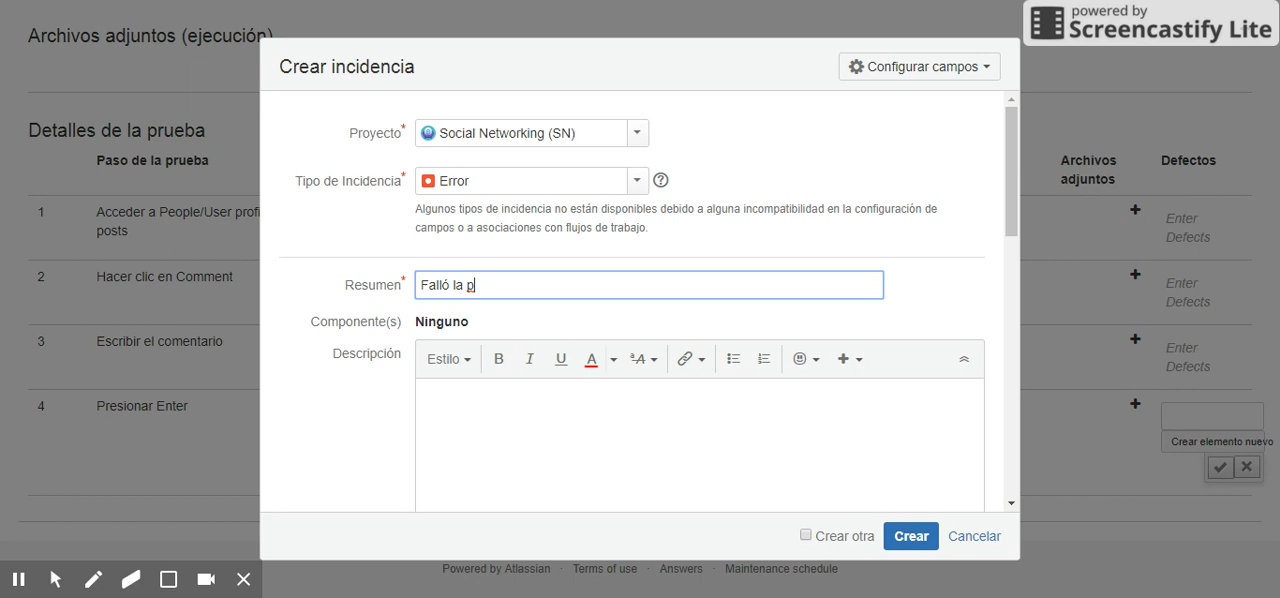 powered by
Screencastify Lite
Archivos adjuntos (ejecución)
Crear incidencia
Configurar campos
Proyecto*
Social Networking (SN)
Detalles de la prueba
Paso de la prueba
Archivos adjuntos
Defectos
Tipo de Incidencia*
Error
Algunos tipos de incidencia no están disponibles debido a alguna incompatibilidad en la configuración de
campos o a asociaciones con flujos de trabajo.
1
Acceder a People/User profi
posts
Enter
Defects
2
Hacer clic en Comment
Enter
Defects
Resumen*
Falló la p
Componente(s)
Ninguno
3
Escribir el comentario
Enter
Defects
Descripción
Estilo
B I U A
4
Presionar Enter
Crear elemento nuevo
Crear otra
Crear
Cancelar
Powered by Atlassian · Terms of use · Answers · Maintenance schedule